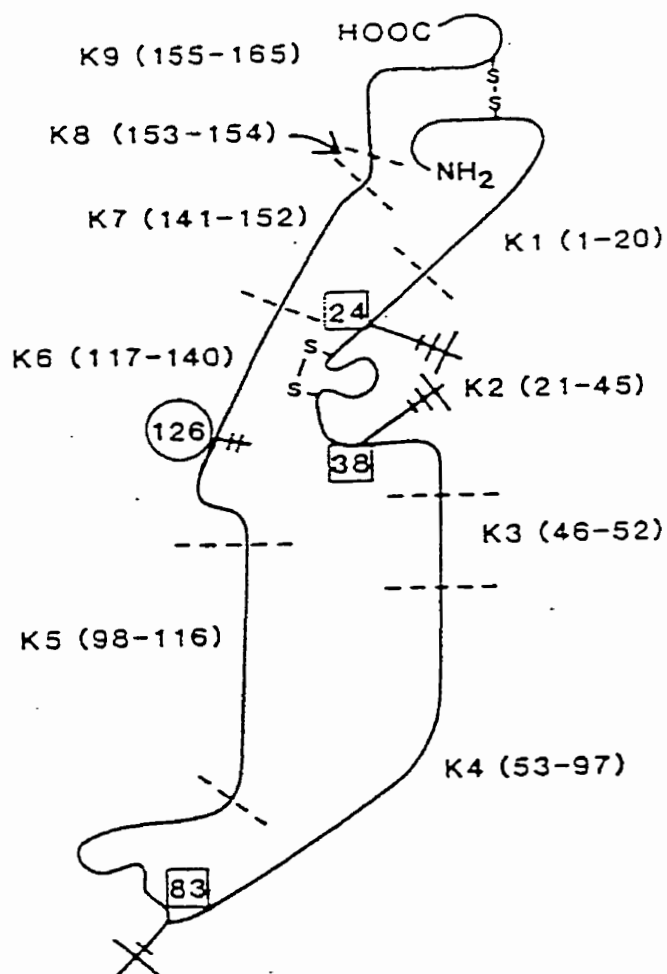 HOOC
K9 (155-165)
S
S
K8 (153-154)
NH2
K7 (141-152)
K1 (1-20)
24
S
K6 (117-140)
S
K2 (21-45)
126
38
K3 (46-52)
K5 (98-116)
K4 (53-97)
83